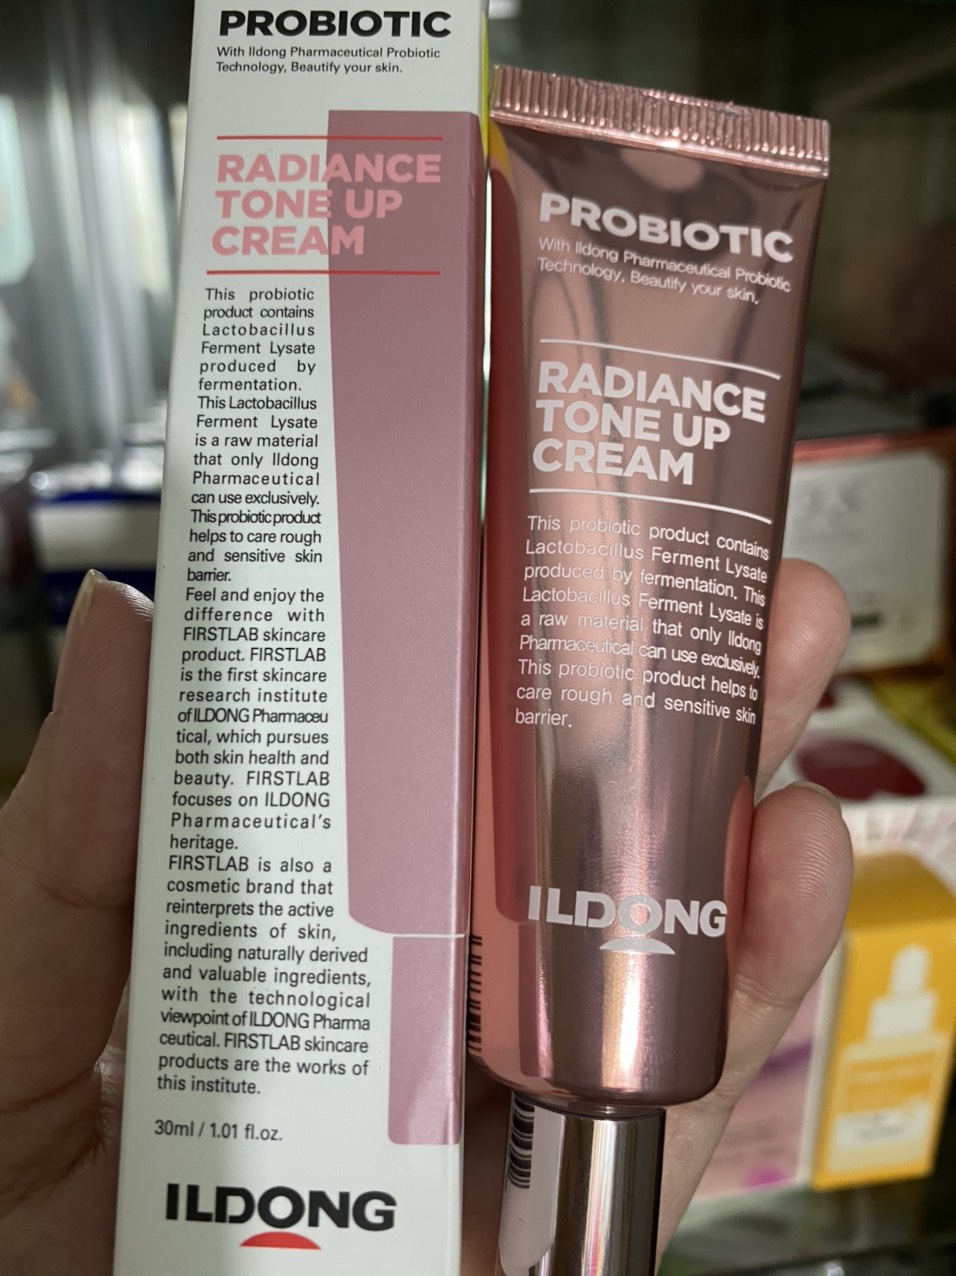 PROBIOTIC
With Ildong Pharmaceutical Probiotic
Technology, Beautify your skin.
RADIANCE
TONE UP
CREAM
This probiotic
product contains
Lactobacillus
Ferment Lysate
produced by
fermentation.
This Lactobacillus
Ferment Lysate
is a raw material
that only Ildong
Pharmaceutical
can use exclusively.
This probiotic product
helps to care rough
and sensitive skin
barrier.
Feel and enjoy the
difference with
FIRSTLAB skincare
product. FIRSTLAB
is the first skincare
research institute
of ILDONG Pharmaceu
tical, which pursues
both skin health and
beauty. FIRSTLAB
focuses on ILDONG
Pharmaceutical's
heritage.
FIRSTLAB is also a
cosmetic brand that
reinterprets the active
ingredients of skin,
including naturally derived
and valuable ingredients,
with the technological
viewpoint of ILDONG Pharma
ceutical. FIRSTLAB skincare
products are the works of
this institute.
30ml / 1.01 fl.oz.
ILDONG
PROBIOTIC
With Ildong Pharmaceutical Probiotic
Technology, Beautify your skin.
RADIANCE
TONE UP
CREAM
This probiotic product contains
Lactobacillus Ferment Lysate
produced by fermentation. This
Lactobacillus Ferment Lysate is
a raw material that only Ildong
Pharmaceutical can use exclusively.
This probiotic product helps to
care rough and sensitive skin
barrier.
ILDONG